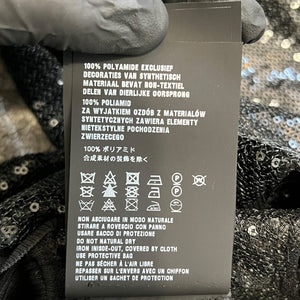 100% POLYAMIDE EXCLUSIEF
DECORATIES VAN SYNTHETISCH
MATERIAAL BEVAT NON-TEXTIEL
DELEN VAN DIERLIJKE OORSPRONG
100% POLIAMID
ZA WYJĄTKIEM OZDÓB Z MATERIAŁÓW
SYNTETYCZNYCH ZAWIERA ELEMENTY
NIETEKSTYLNE POCHODZENIA
ZWIERZĘCEGO
100% ポリアミド
合成素材の装飾を除く
NON ASCIUGARE IN MODO NATURALE
STIRARE A ROVESCIO CON PANNO
USARE SACCO DI PROTEZIONE
DO NOT NATURAL DRY
IRON INISDE-OUT, COVERED BY CLOTH
USE PROTECTIVE BAG
NE PAS SÉCHER À L'AIR LIBRE
REPASSER SUR L'ENVERS AVEC UN CHIFFON
UTILISER UN SACHET DE PROTECTION